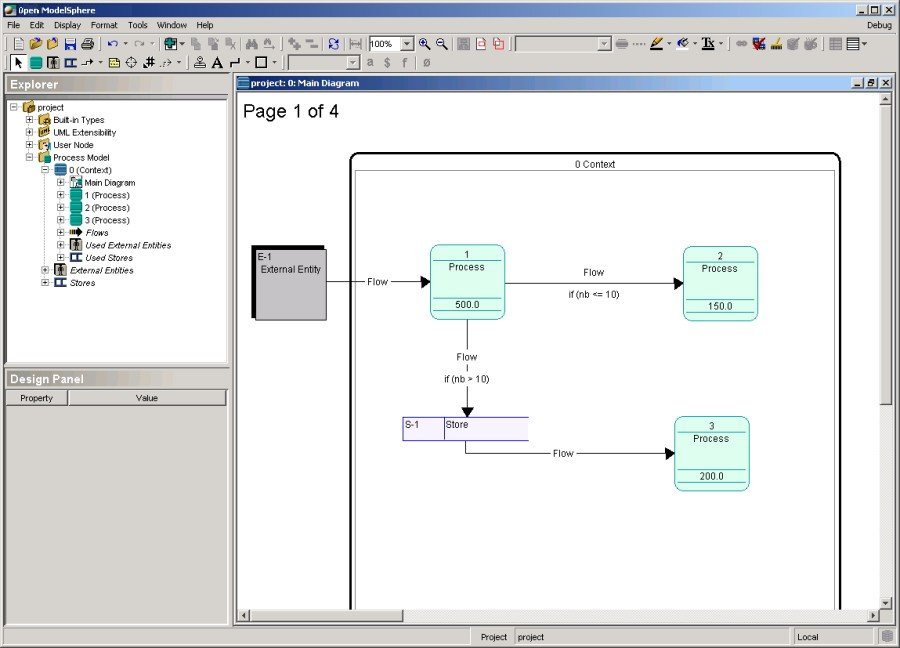 Open ModelSphere
File Edit Display Format Tools Window Help Debug
100%
A a $ f ø
Explorer
project
Built-in Types
UML Extensibility
User Node
Process Model
0 (Context)
Main Diagram
1 (Process)
2 (Process)
3 (Process)
Flows
Used External Entities
Used Stores
External Entities
Stores
Design Panel
Property Value
project: 0: Main Diagram
Page 1 of 4
0 Context
E-1
External Entity
Flow
1
Process
500.0
Flow
if (nb <= 10)
2
Process
150.0
Flow
if (nb > 10)
S-1 Store
Flow
3
Process
200.0
Project project Local